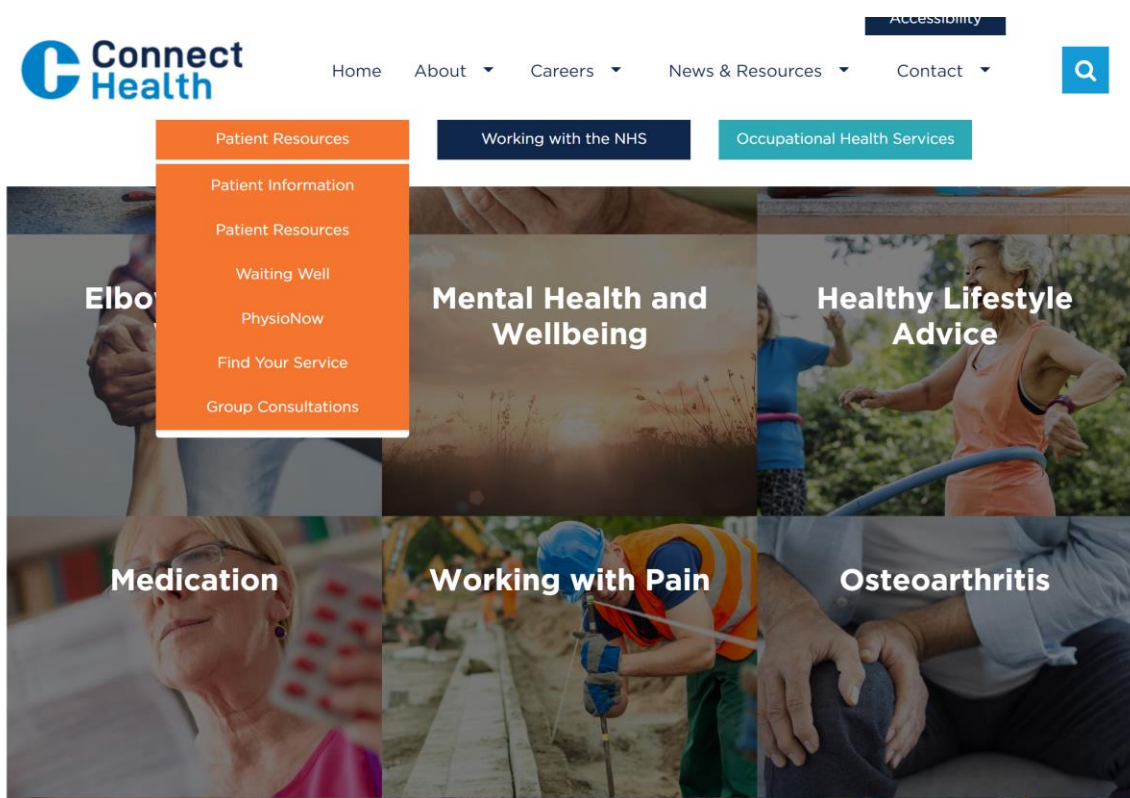 Accessibility
Connect
Health
Home About Careers News & Resources Contact
Patient Resources Working with the NHS Occupational Health Services
Patient Information
Patient Resources
Waiting Well
PhysioNow
Find Your Service
Group Consultations
Mental Health and
Wellbeing
Healthy Lifestyle
Advice
Medication
Working with Pain
Osteoarthritis